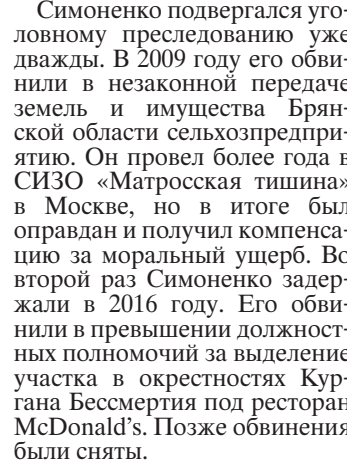 Симоненко подвергался уго-
ловному преследованию уже
дважды. В 2009 году его обви-
нили в незаконной передаче
земель и имущества Брян-
ской области сельхозпредпри-
ятию. Он провел более года в
СИЗО «Матросская тишина»
в Москве, но в итоге был
оправдан и получил компенса-
цию за моральный ущерб. Во
второй раз Симоненко задер-
жали в 2016 году. Его обви-
нили в превышении должност-
ных полномочий за выделение
участка в окрестностях Кур-
гана Бессмертия под ресторан
McDonald's. Позже обвинения
были сняты.